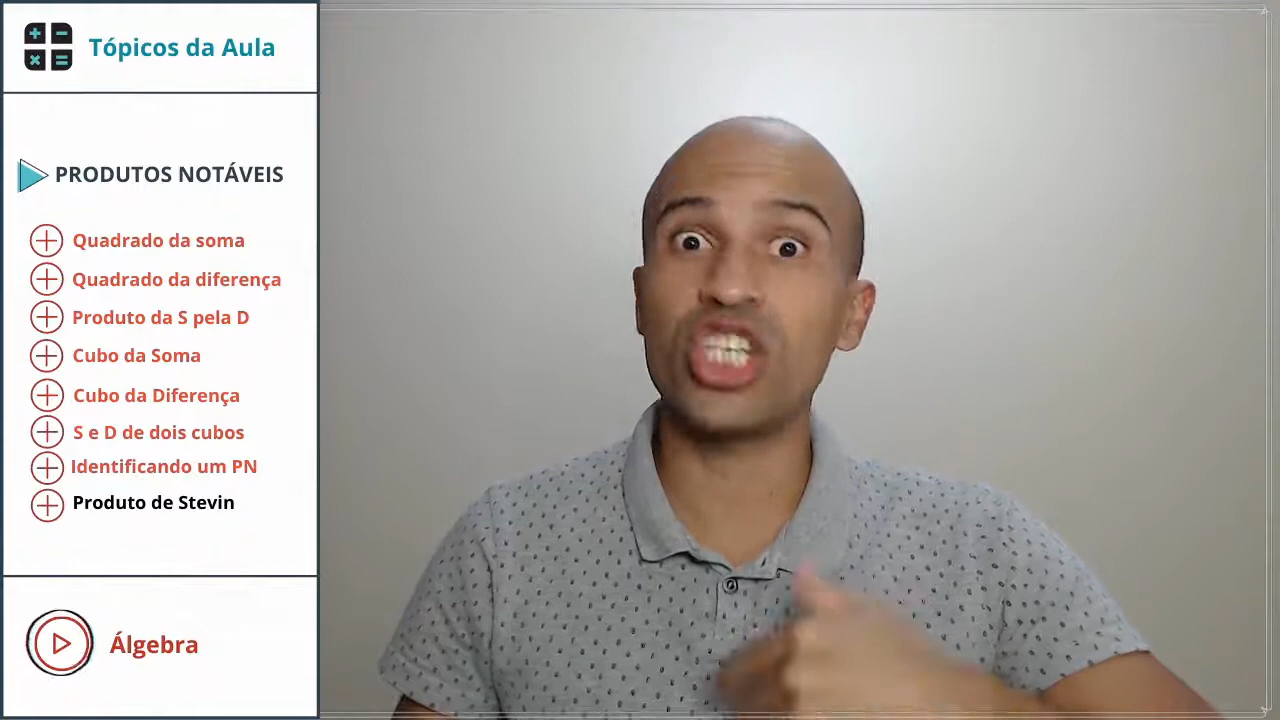 Tópicos da Aula
PRODUTOS NOTÁVEIS
Quadrado da soma
Quadrado da diferença
Produto da S pela D
Cubo da Soma
Cubo da Diferença
S e D de dois cubos
Identificando um PN
Produto de Stevin
Álgebra